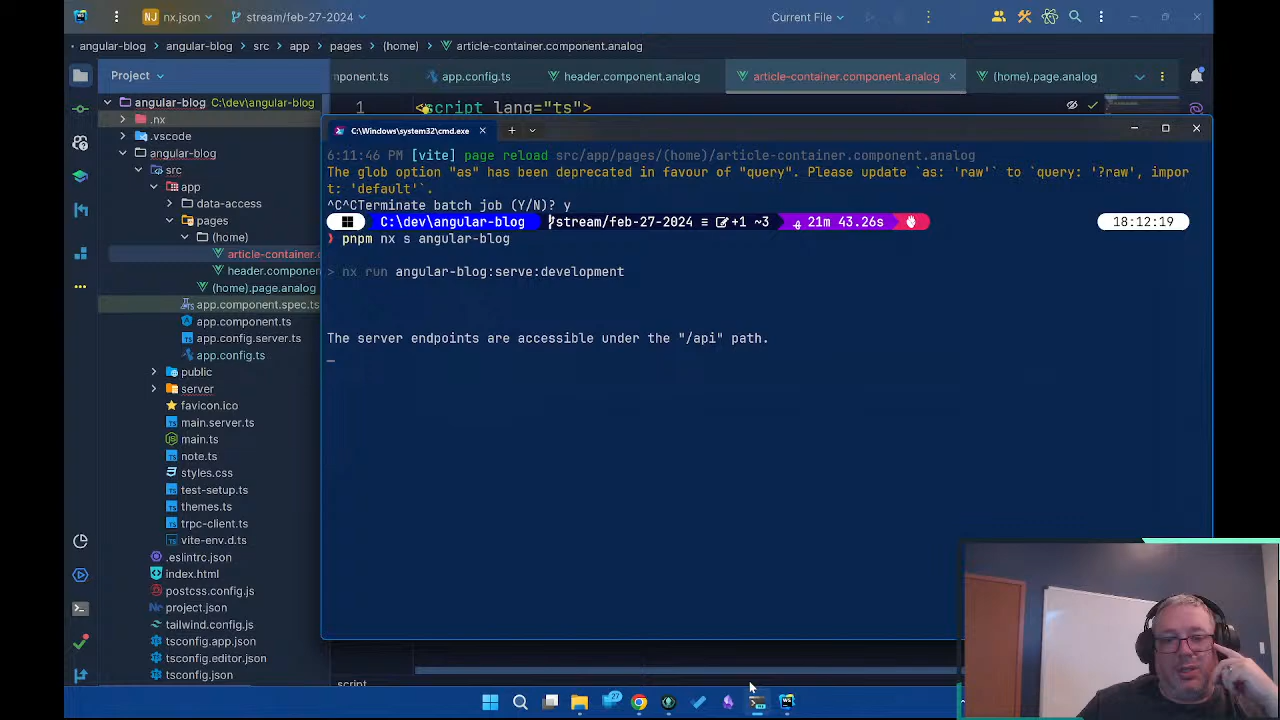 NJ nx.json stream/feb-27-2024 Current File
angular-blog angular-blog src app pages (home) article-container.component.analog
Project
mponent.ts app.config.ts header.component.analog article-container.component.analog (home).page.analog
angular-blog C:\dev\angular-blog
1 <script lang="ts">
.nx
.vscode
angular-blog
src
app
data-access
pages
(home)
article-container.c
header.componen
(home).page.analog
app.component.spec.ts
app.component.ts
app.config.server.ts
app.config.ts
public
server
favicon.ico
main.server.ts
main.ts
note.ts
styles.css
test-setup.ts
themes.ts
trpc-client.ts
vite-env.d.ts
.eslintrc.json
index.html
postcss.config.js
project.json
tailwind.config.js
tsconfig.app.json
tsconfig.editor.json
tsconfig.json
C:\Windows\system32\cmd.exe
6:11:46 PM [vite] page reload src/app/pages/(home)/article-container.component.analog
The glob option "as" has been deprecated in favour of "query". Please update `as: 'raw'` to `query: '?raw', impor
t: 'default'`.
^C^CTerminate batch job (Y/N)? y
C:\dev\angular-blog stream/feb-27-2024 ≡ +1 ~3 21m 43.26s 18:12:19
❯ pnpm nx s angular-blog
> nx run angular-blog:serve:development
The server endpoints are accessible under the "/api" path.
script
27